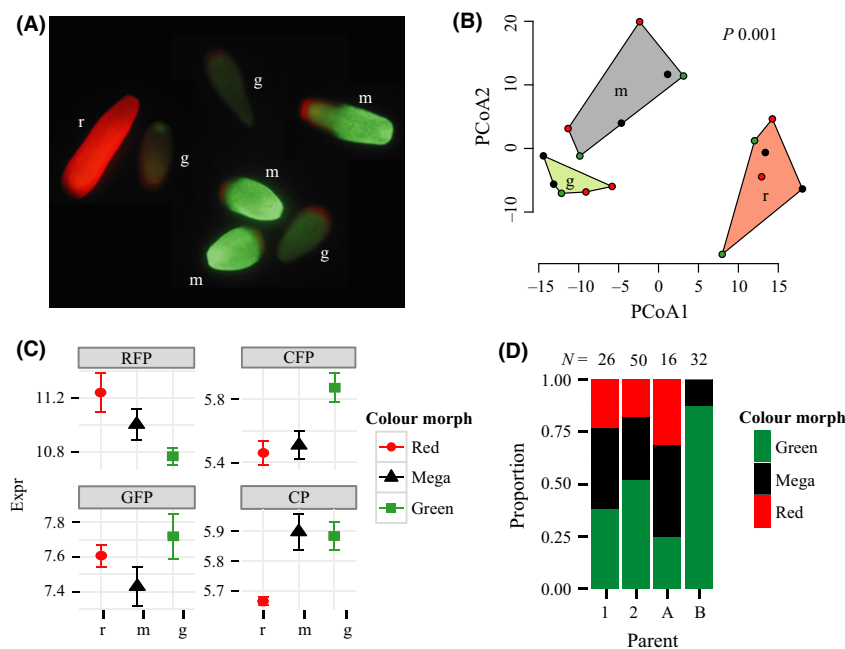 (A)
r
g
g
m
m
m
g
(B)
P 0.001
PCoA2
20
10
0
−10
m
g
r
−15 −10 −5 0 5 10 15
PCoA1
(C)
RFP
CFP
11.2
10.8
5.8
5.4
GFP
CP
7.8
7.6
7.4
5.9
5.8
5.7
Expr
r m g
r m g
Colour morph
Red
Mega
Green
(D)
N = 26 50 16 32
Proportion
1.00
0.75
0.50
0.25
0.00
1 2 A B
Parent
Colour morph
Green
Mega
Red